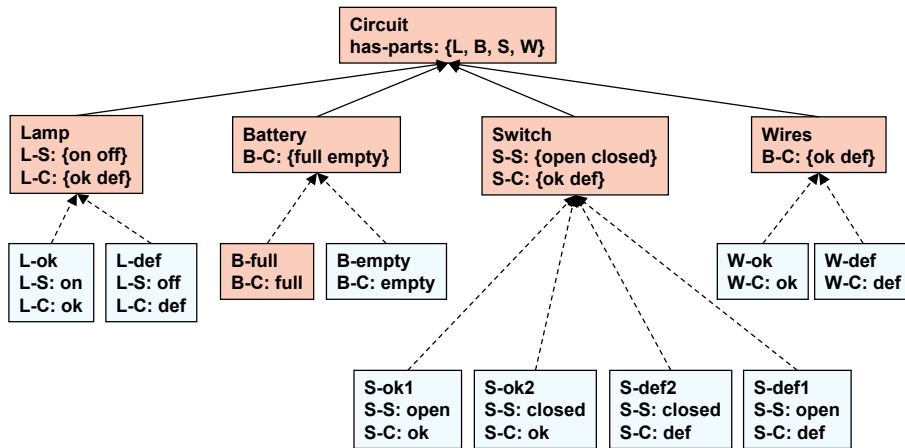 Circuit
has-parts: {L, B, S, W}
Lamp
L-S: {on off}
L-C: {ok def}
Battery
B-C: {full empty}
Switch
S-S: {open closed}
S-C: {ok def}
Wires
B-C: {ok def}
L-ok
L-S: on
L-C: ok
L-def
L-S: off
L-C: def
B-full
B-C: full
B-empty
B-C: empty
W-ok
W-C: ok
W-def
W-C: def
S-ok1
S-S: open
S-C: ok
S-ok2
S-S: closed
S-C: ok
S-def2
S-S: closed
S-C: def
S-def1
S-S: open
S-C: def